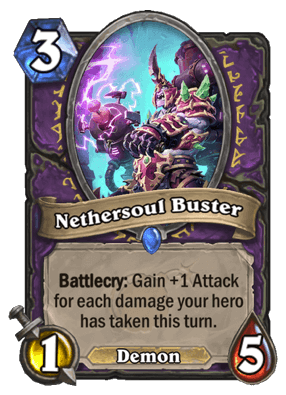 3
Nethersoul Buster
Battlecry: Gain +1 Attack
for each damage your hero
has taken this turn.
1
Demon
5